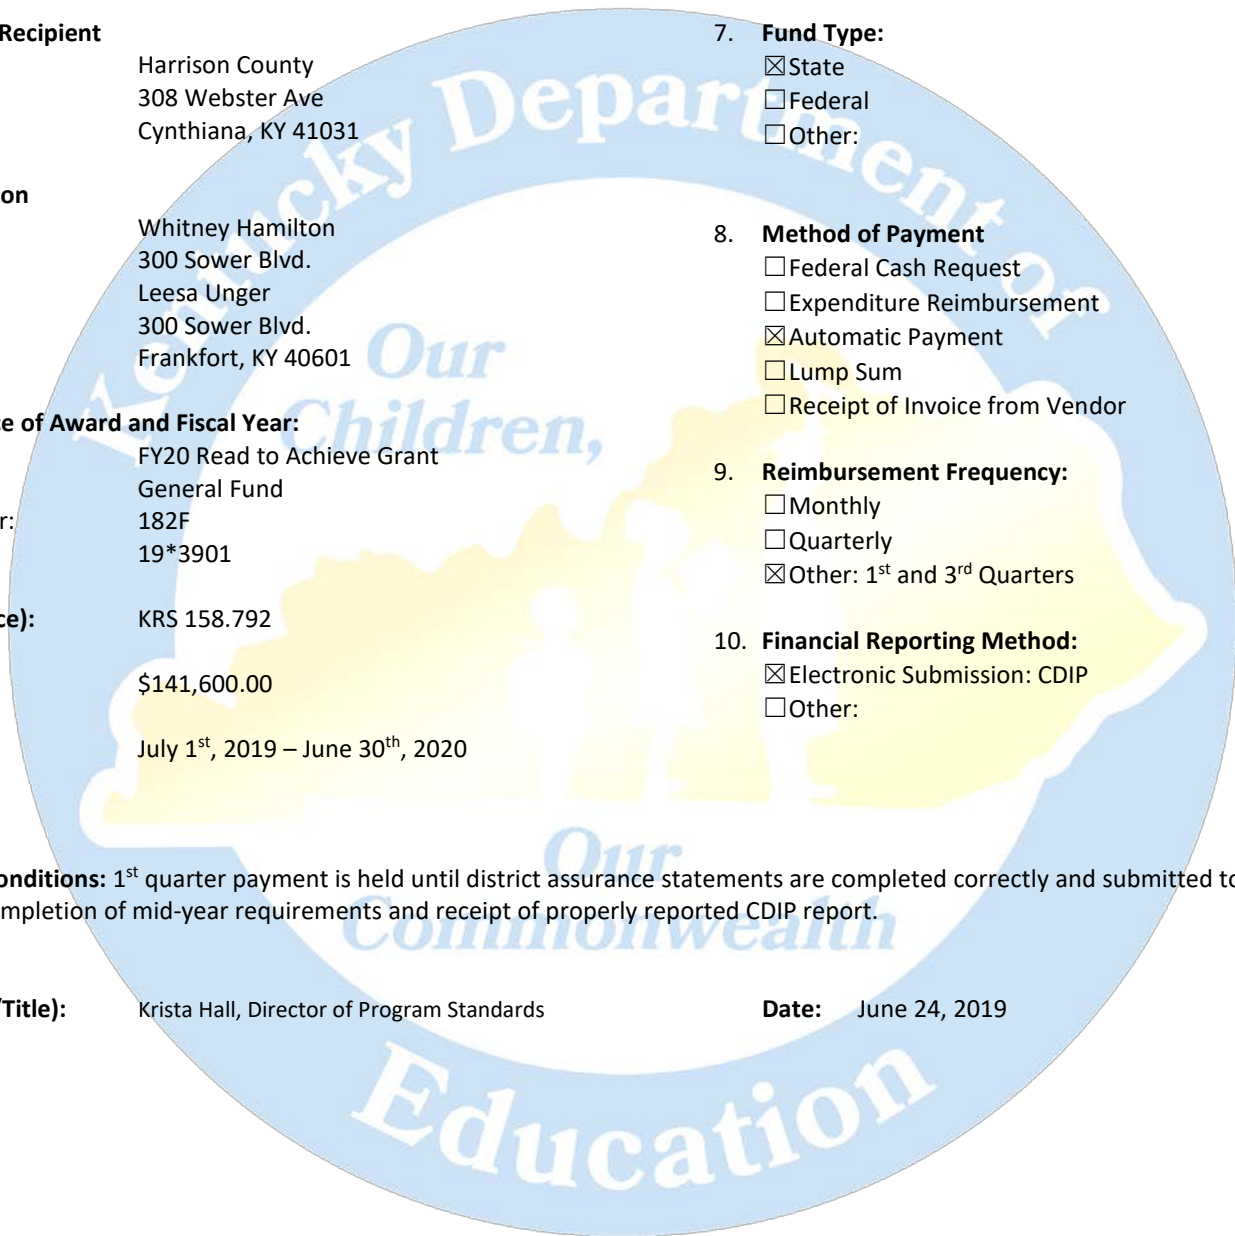 Recipient
Harrison County
308 Webster Ave
Cynthiana, KY 41031
on
Whitney Hamilton
300 Sower Blvd.
Leesa Unger
300 Sower Blvd.
Frankfort, KY 40601
e of Award and Fiscal Year:
FY20 Read to Achieve Grant
General Fund
r: 182F
19*3901
ce): KRS 158.792
$141,600.00
July 1st, 2019 – June 30th, 2020
7. Fund Type:
☒State
☐Federal
☐Other:
8. Method of Payment
☐Federal Cash Request
☐Expenditure Reimbursement
☒Automatic Payment
☐Lump Sum
☐Receipt of Invoice from Vendor
9. Reimbursement Frequency:
☐Monthly
☐Quarterly
☒Other: 1st and 3rd Quarters
10. Financial Reporting Method:
☒Electronic Submission: CDIP
☐Other:
onditions: 1st quarter payment is held until district assurance statements are completed correctly and submitted to
mpletion of mid-year requirements and receipt of properly reported CDIP report.
/Title): Krista Hall, Director of Program Standards Date: June 24, 2019
Kentucky Department of
Education
Our
Children,
Our
Commonwealth